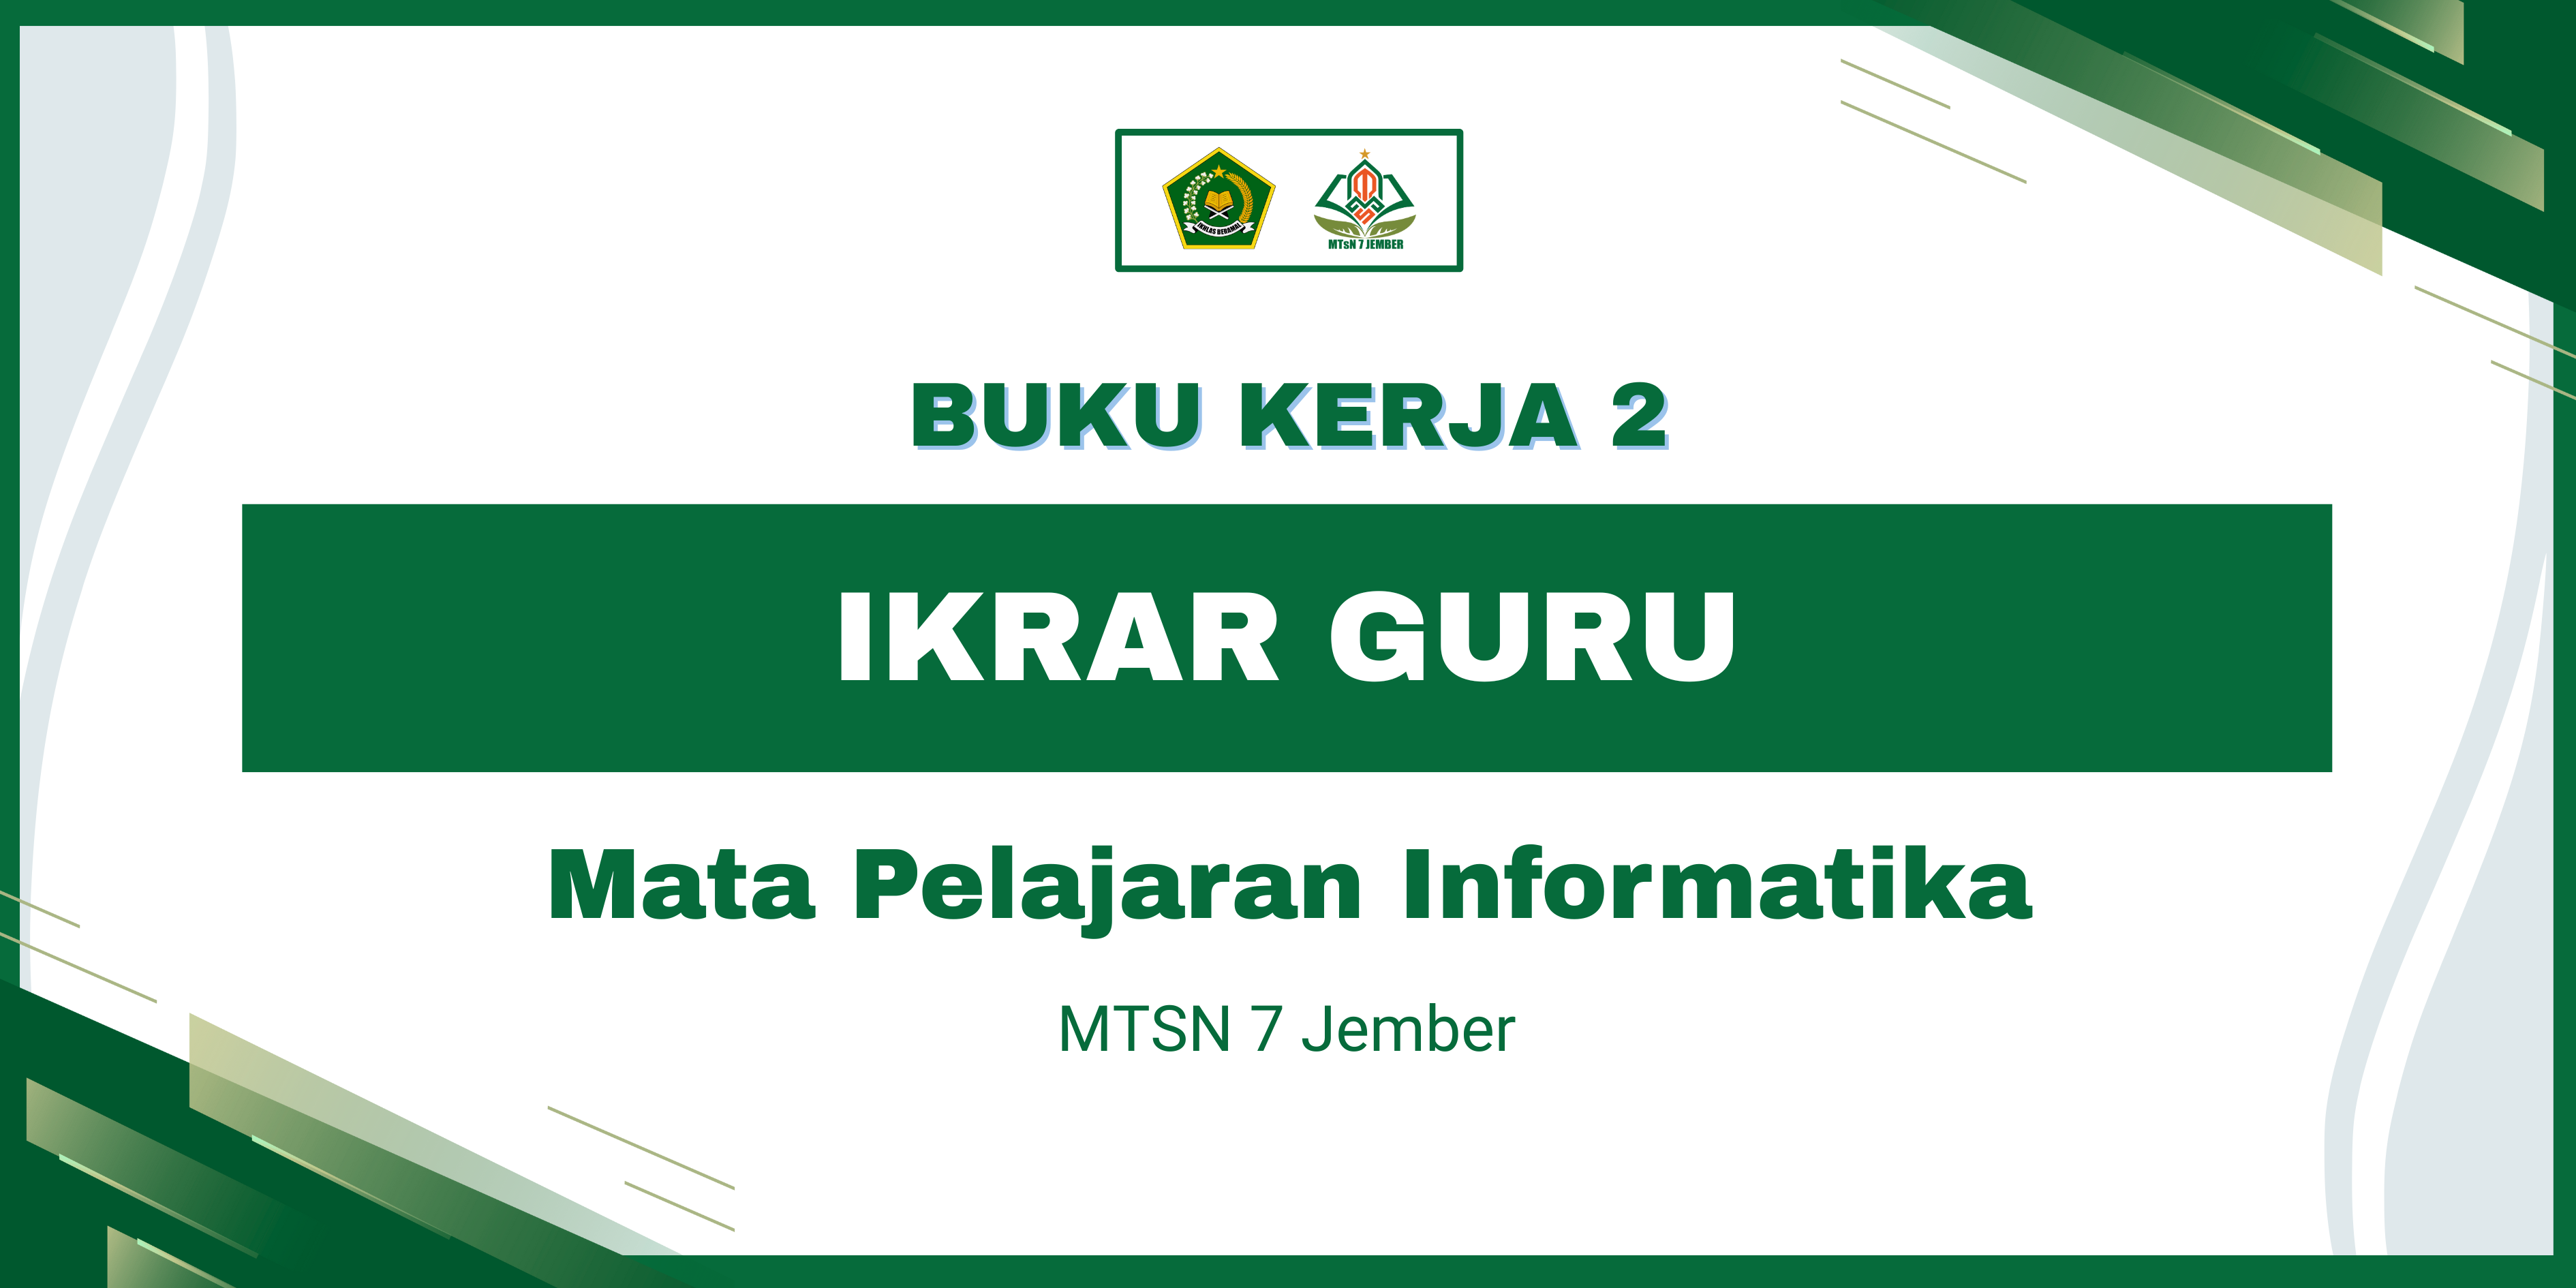 IKHLAS BERAMAL
MTsN 7 JEMBER
BUKU KERJA 2
IKRAR GURU
Mata Pelajaran Informatika
MTSN 7 Jember